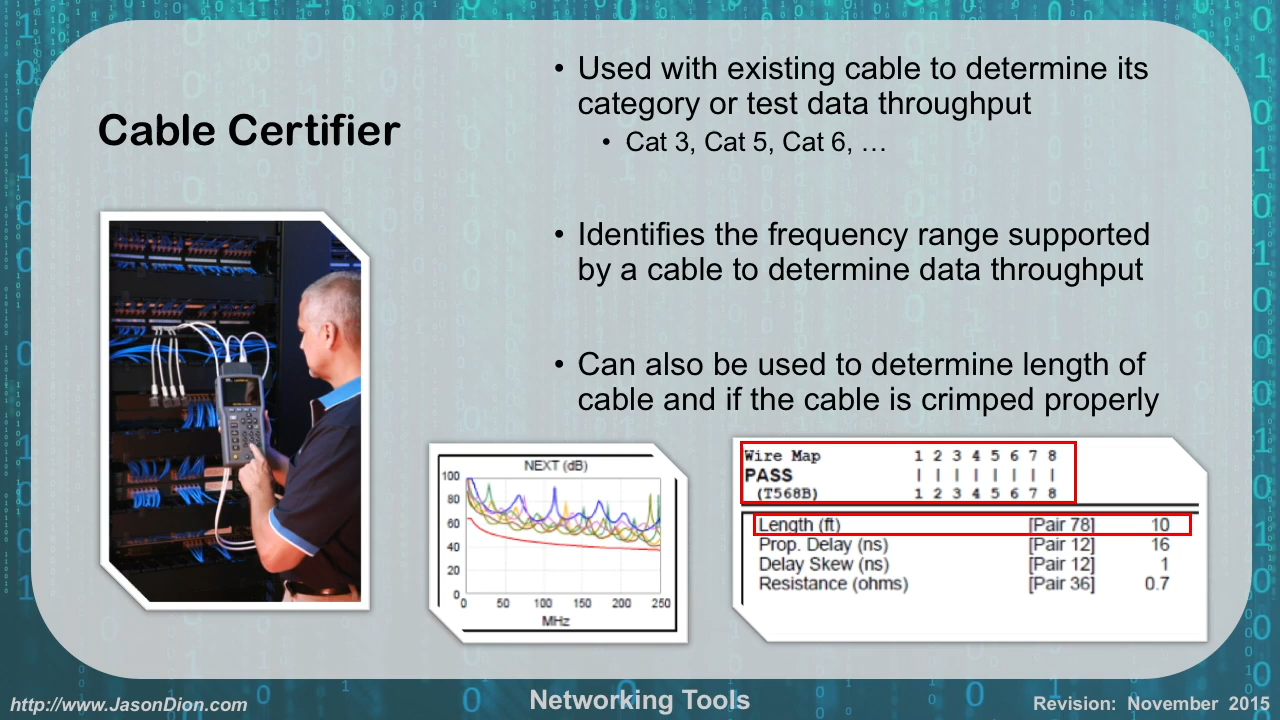 Cable Certifier
• Used with existing cable to determine its
category or test data throughput
• Cat 3, Cat 5, Cat 6, …
• Identifies the frequency range supported
by a cable to determine data throughput
• Can also be used to determine length of
cable and if the cable is crimped properly
NEXT (dB)
100
80
60
40
20
0
0 50 100 150 200 250
MHz
Wire Map 1 2 3 4 5 6 7 8
PASS | | | | | | | |
(T568B) 1 2 3 4 5 6 7 8
Length (ft) [Pair 78] 10
Prop. Delay (ns) [Pair 12] 16
Delay Skew (ns) [Pair 12] 1
Resistance (ohms) [Pair 36] 0.7
http://www.JasonDion.com
Networking Tools
Revision: November 2015